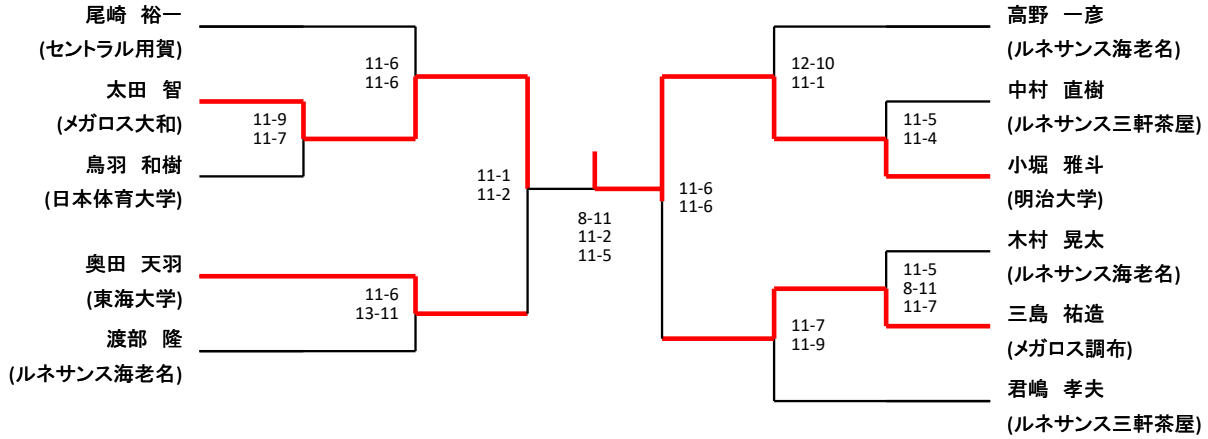 尾崎 裕一
(セントラル用賀)
11-6
11-6
太田 智
(メガロス大和)
11-9
11-7
鳥羽 和樹
(日本体育大学)
11-1
11-2
奥田 天羽
(東海大学)
11-6
13-11
渡部 隆
(ルネサンス海老名)
8-11
11-2
11-5
高野 一彦
(ルネサンス海老名)
12-10
11-1
中村 直樹
(ルネサンス三軒茶屋)
11-5
11-4
小堀 雅斗
(明治大学)
11-6
11-6
木村 晃太
(ルネサンス海老名)
11-5
8-11
11-7
三島 祐造
(メガロス調布)
11-7
11-9
君嶋 孝夫
(ルネサンス三軒茶屋)